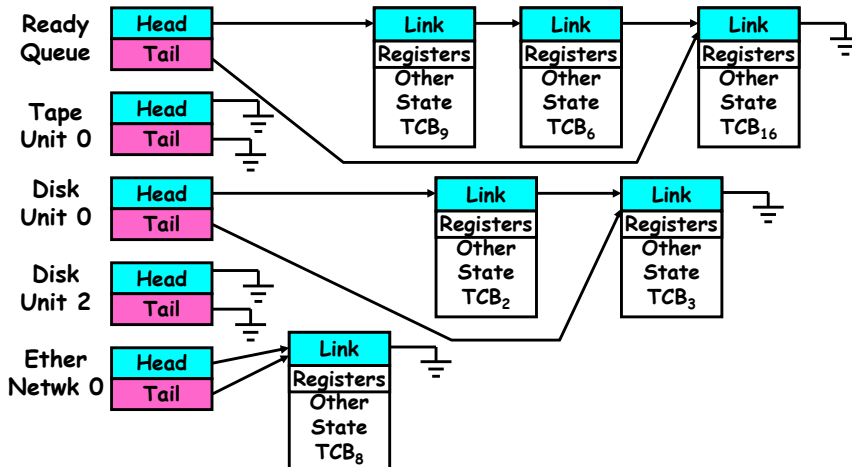 Ready
Queue
Head
Tail
Link
Registers
Other
State
TCB₉
Link
Registers
Other
State
TCB₆
Link
Registers
Other
State
TCB₁₆
Tape
Unit 0
Head
Tail
Disk
Unit 0
Head
Tail
Link
Registers
Other
State
TCB₂
Link
Registers
Other
State
TCB₃
Disk
Unit 2
Head
Tail
Ether
Netwk 0
Head
Tail
Link
Registers
Other
State
TCB₈